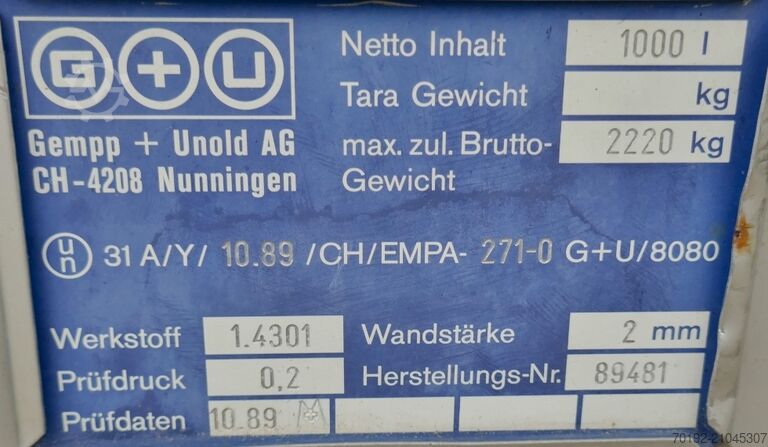 G+U
Gempp + Unold AG
CH-4208 Nunningen
Netto Inhalt 1000 l
Tara Gewicht kg
max. zul. Brutto- 2220 kg
Gewicht
un 31 A/Y/ 10.89 /CH/EMPA- 271-0 G+U/8080
Werkstoff 1.4301 Wandstärke 2 mm
Prüfdruck 0,2 Herstellungs-Nr. 89481
Prüfdaten 10.89
70192-21045307